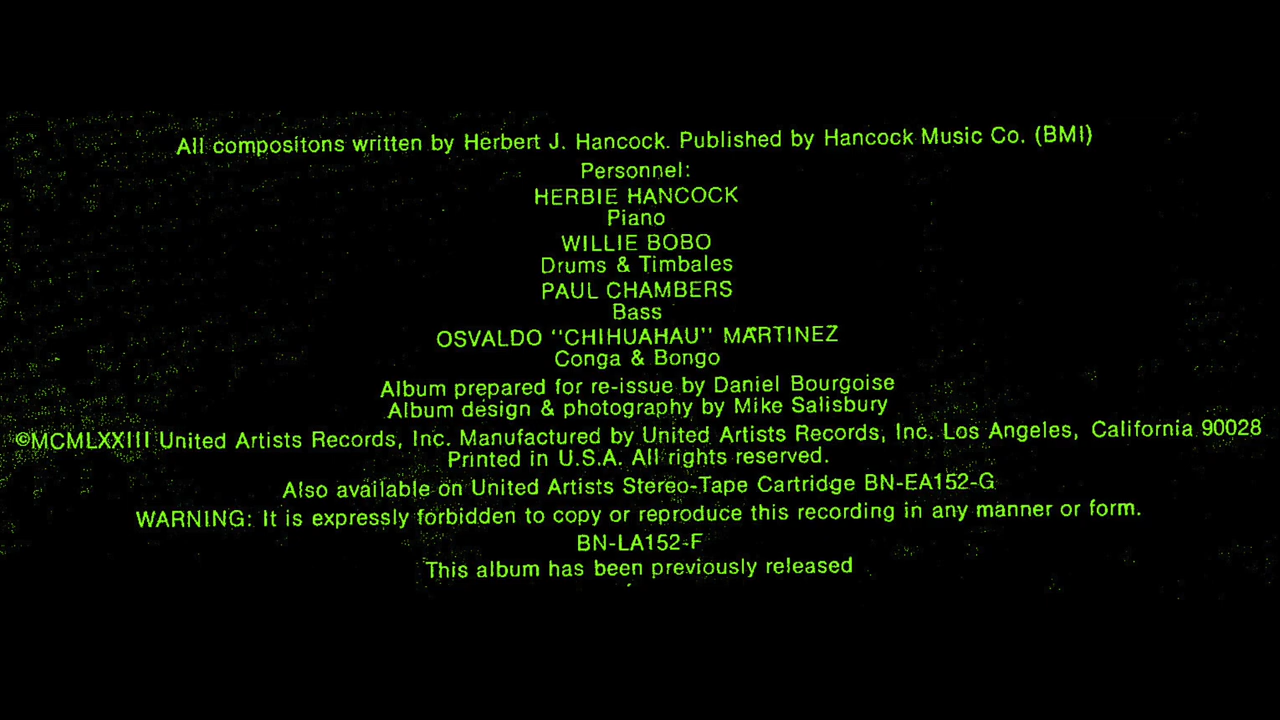 All compositons written by Herbert J. Hancock. Published by Hancock Music Co. (BMI)
Personnel:
HERBIE HANCOCK
Piano
WILLIE BOBO
Drums & Timbales
PAUL CHAMBERS
Bass
OSVALDO "CHIHUAHAU" MARTINEZ
Conga & Bongo
Album prepared for re-issue by Daniel Bourgoise
Album design & photography by Mike Salisbury
©MCMLXXIII United Artists Records, Inc. Manufactured by United Artists Records, Inc. Los Angeles, California 90028
Printed in U.S.A. All rights reserved.
Also available on United Artists Stereo-Tape Cartridge BN-EA152-G
WARNING: It is expressly forbidden to copy or reproduce this recording in any manner or form.
BN-LA152-F
This album has been previously released